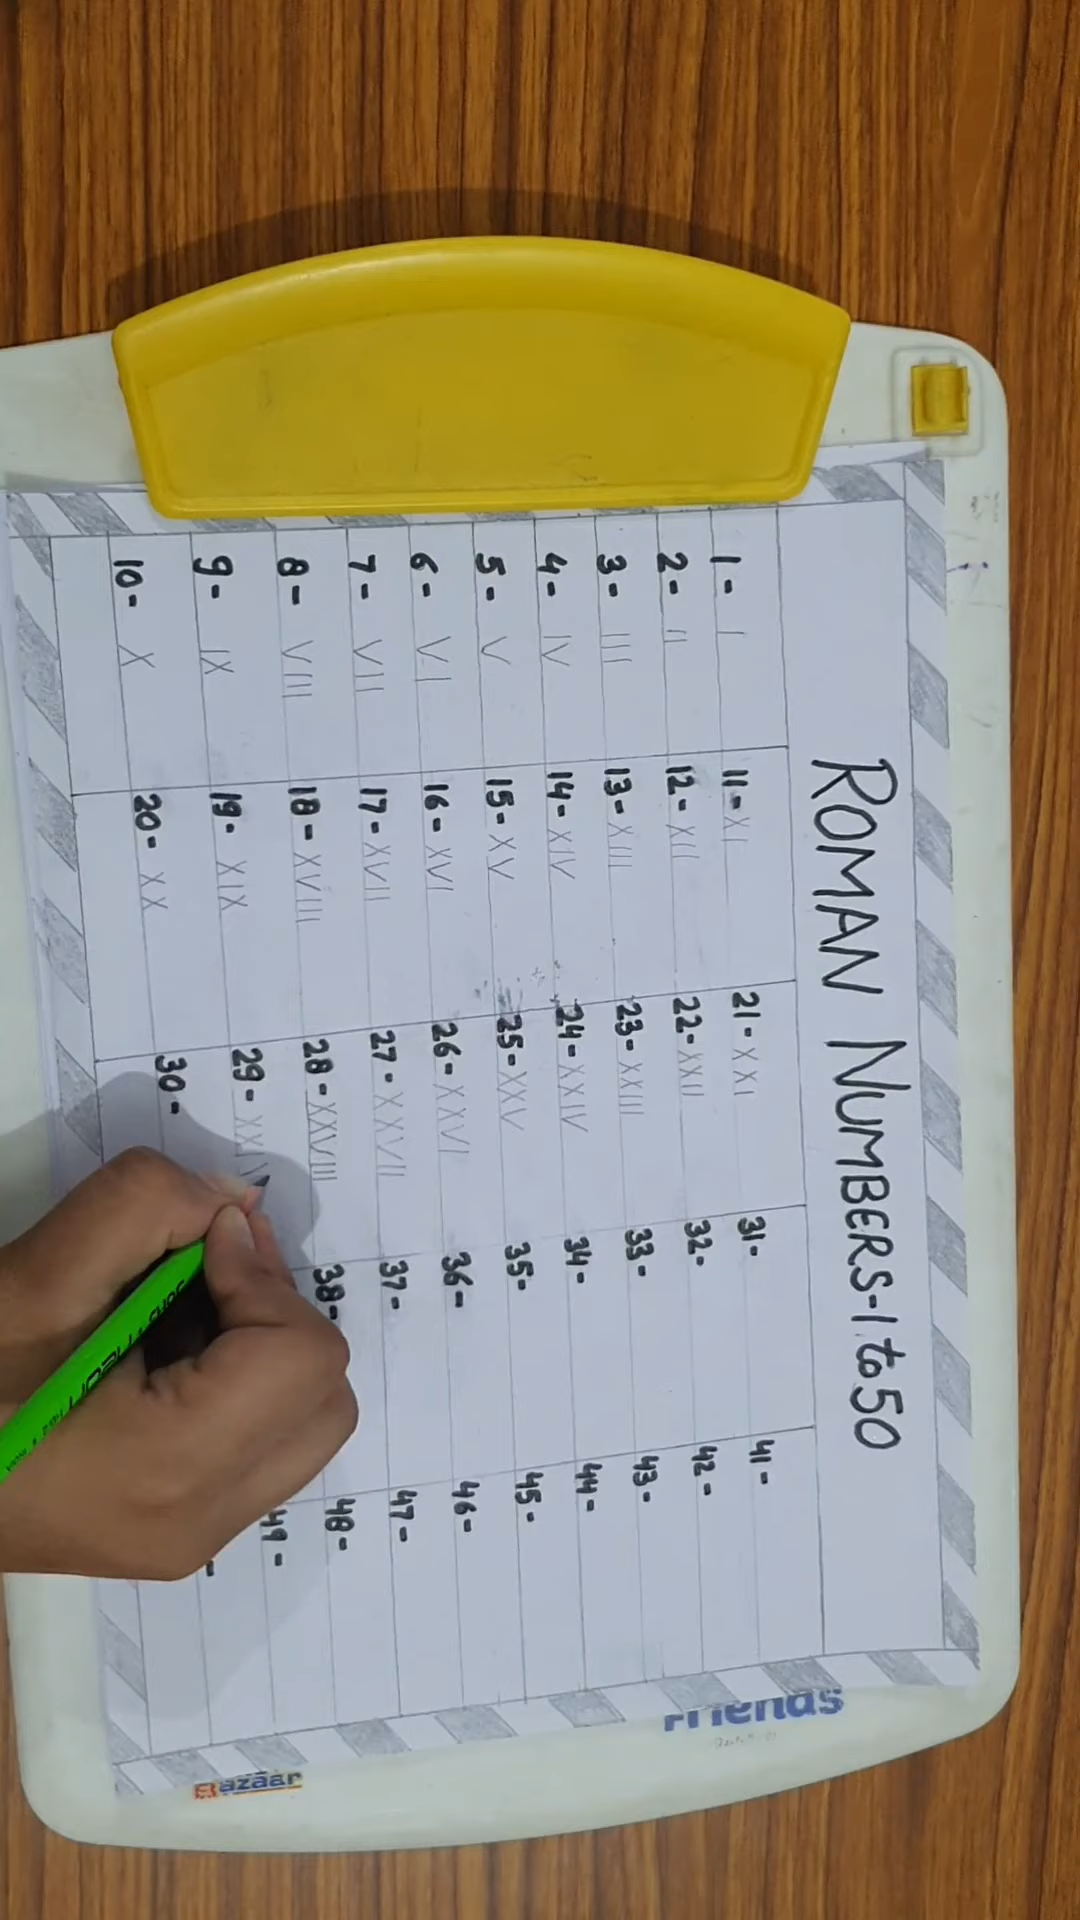 ROMAN NUMBERS-1 to 50
1 - I
2 - II
3 - III
4 - IV
5 - V
6 - VI
7 - VII
8 - VIII
9 - IX
10 - X
11 - XI
12 - XII
13 - XIII
14 - XIV
15 - XV
16 - XVI
17 - XVII
18 - XVIII
19 - XIX
20 - XX
21 - XXI
22 - XXII
23 - XXIII
24 - XXIV
25 - XXV
26 - XXVI
27 - XXVII
28 - XXVIII
29 - XXI
30 -
31 -
32 -
33 -
34 -
35 -
36 -
37 -
38 -
41 -
42 -
43 -
44 -
45 -
46 -
47 -
48 -
49 -
-
Friends
Bazaar